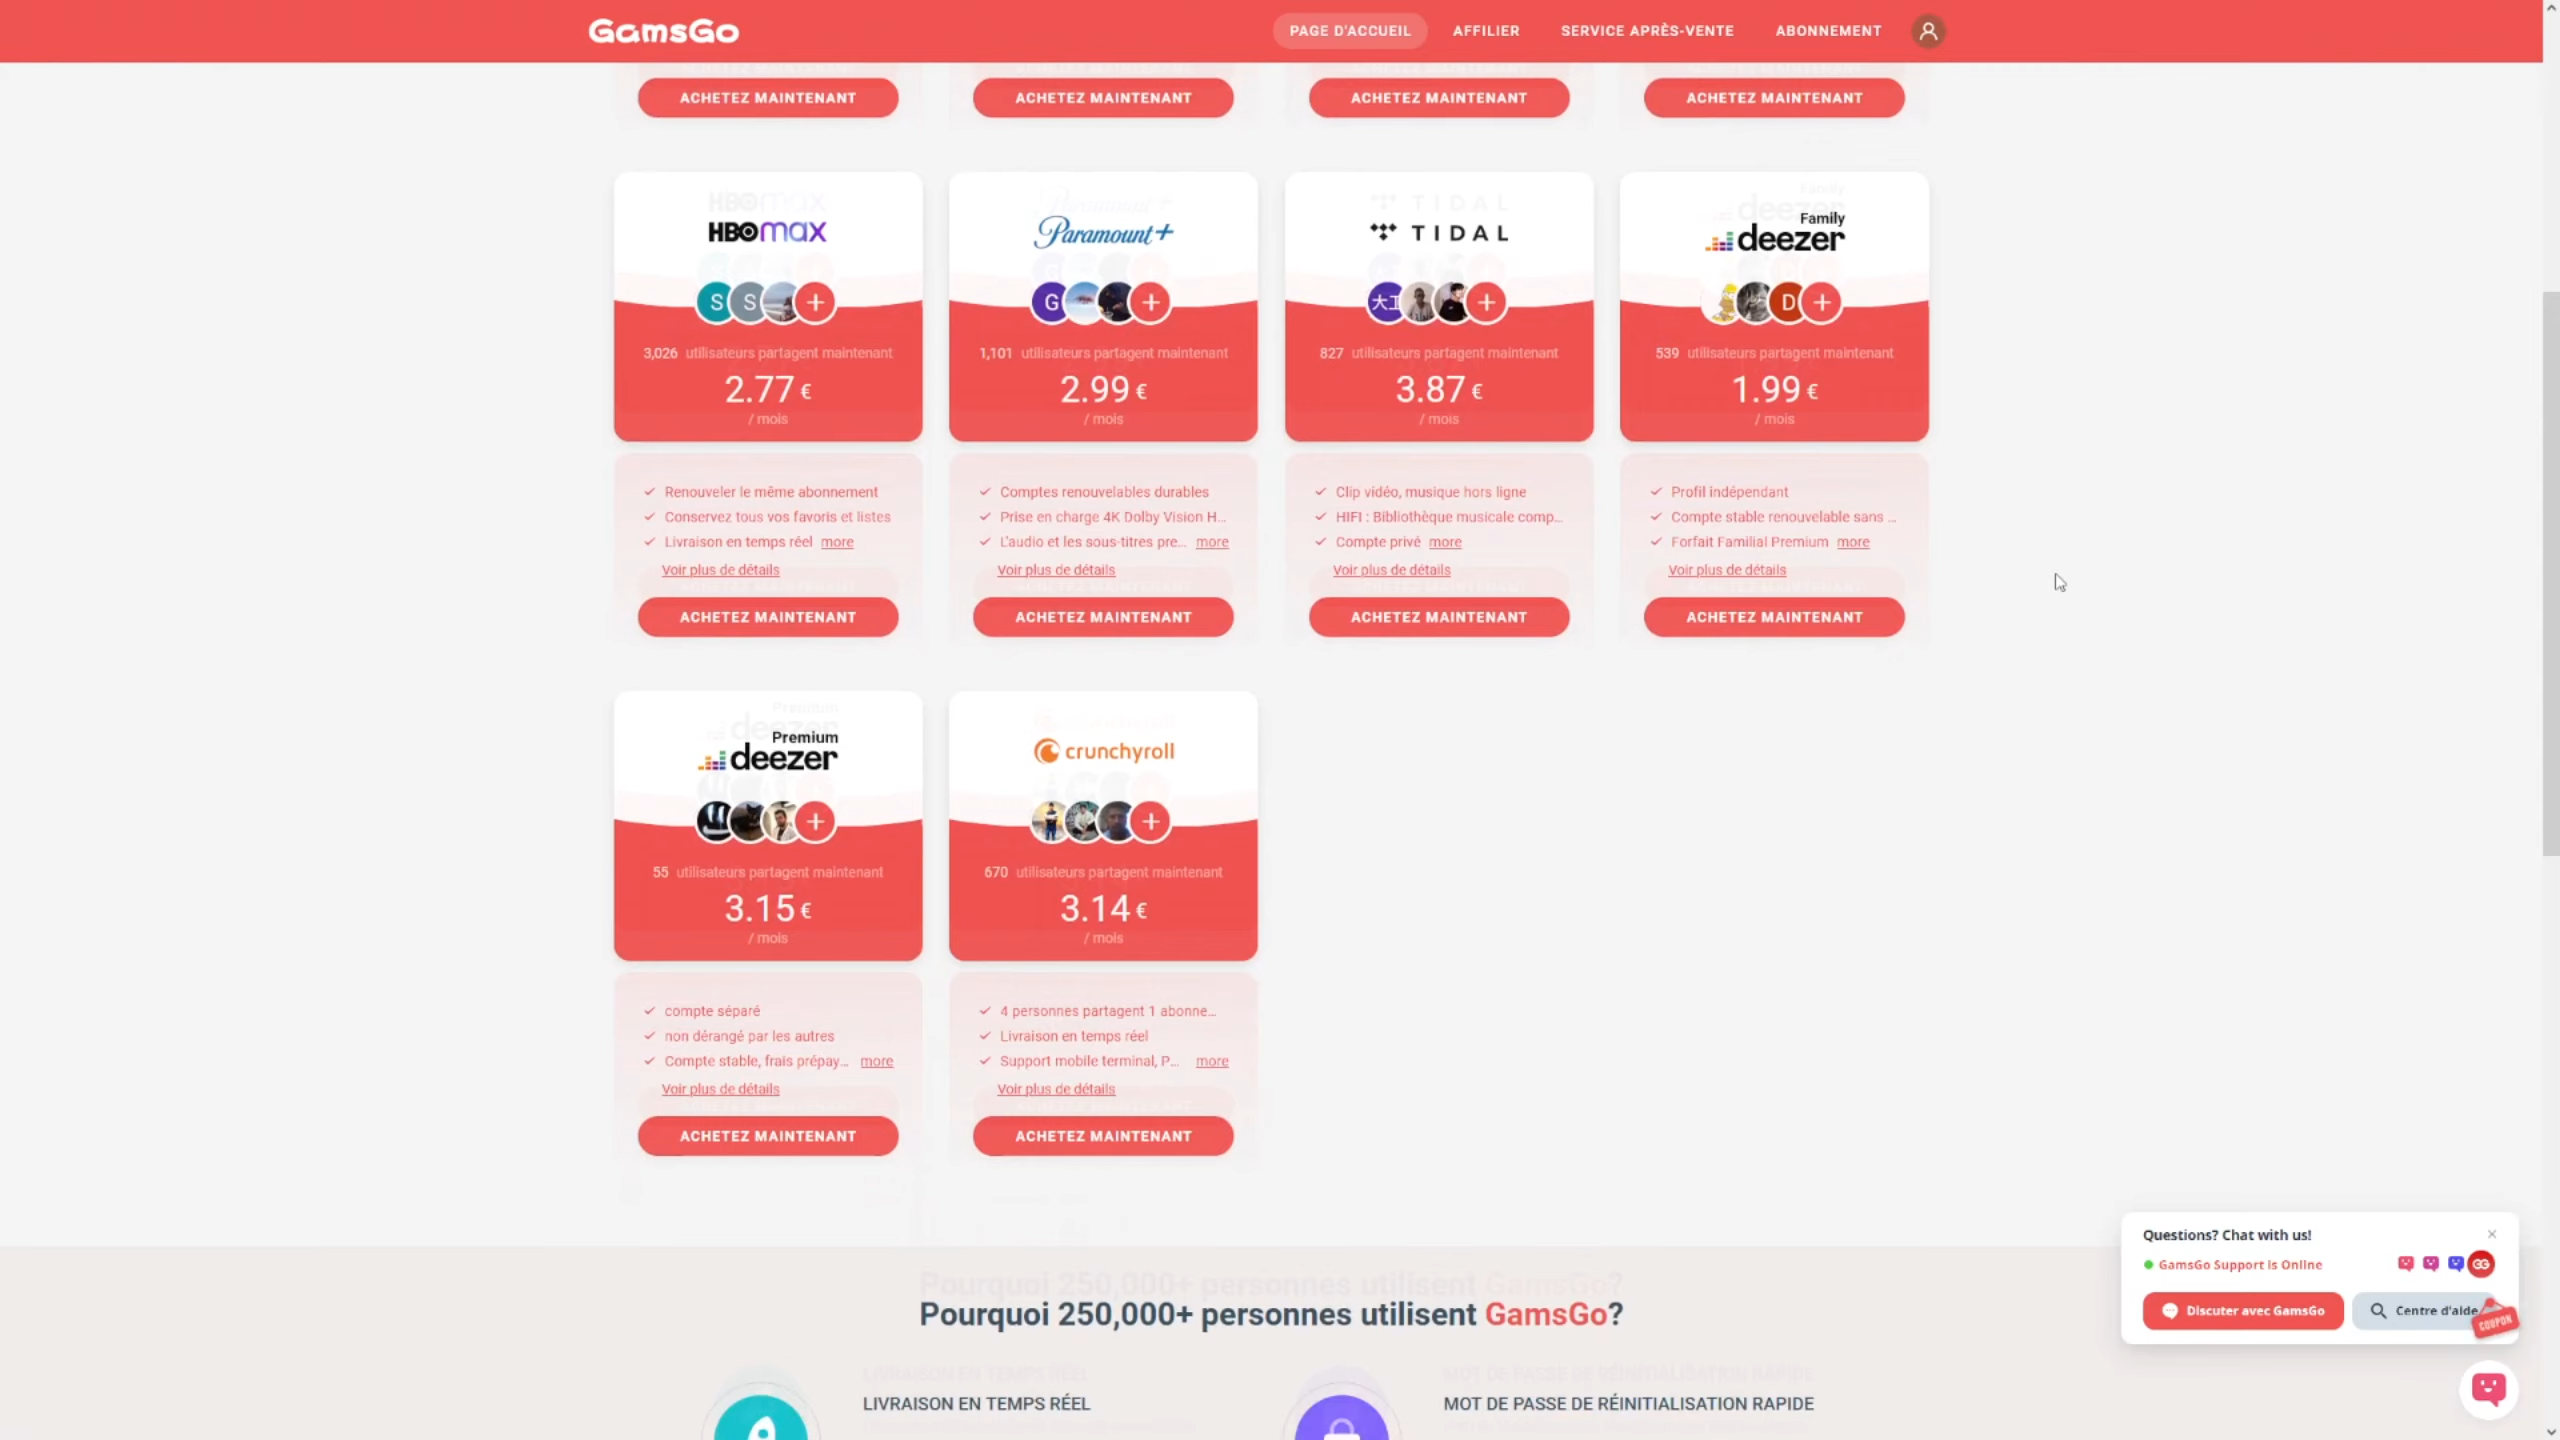 GamsGo
PAGE D'ACCUEIL AFFILIER SERVICE APRÈS-VENTE ABONNEMENT
ACHETEZ MAINTENANT ACHETEZ MAINTENANT ACHETEZ MAINTENANT ACHETEZ MAINTENANT
HBOmax
S S +
3,026 utilisateurs partagent maintenant
2.77 €
/ mois
Renouveler le même abonnement
Conservez tous vos favoris et listes
Livraison en temps réel more
Voir plus de détails
ACHETEZ MAINTENANT
Paramount+
G +
1,101 utilisateurs partagent maintenant
2.99 €
/ mois
Comptes renouvelables durables
Prise en charge 4K Dolby Vision H...
L'audio et les sous-titres pre... more
Voir plus de détails
ACHETEZ MAINTENANT
TIDAL
大工 +
827 utilisateurs partagent maintenant
3.87 €
/ mois
Clip vidéo, musique hors ligne
HIFI : Bibliothèque musicale comp...
Compte privé more
Voir plus de détails
ACHETEZ MAINTENANT
Family
deezer
D +
539 utilisateurs partagent maintenant
1.99 €
/ mois
Profil indépendant
Compte stable renouvelable sans ...
Forfait Familial Premium more
Voir plus de détails
ACHETEZ MAINTENANT
Premium
deezer
+
55 utilisateurs partagent maintenant
3.15 €
/ mois
compte séparé
non dérangé par les autres
Compte stable, frais prépay... more
Voir plus de détails
ACHETEZ MAINTENANT
crunchyroll
+
670 utilisateurs partagent maintenant
3.14 €
/ mois
4 personnes partagent 1 abonne...
Livraison en temps réel
Support mobile terminal, P... more
Voir plus de détails
ACHETEZ MAINTENANT
Pourquoi 250,000+ personnes utilisent GamsGo?
LIVRAISON EN TEMPS RÉEL
MOT DE PASSE DE RÉINITIALISATION RAPIDE
Questions? Chat with us!
GamsGo Support is Online
GG
Discuter avec GamsGo
Centre d'aide
COUPON